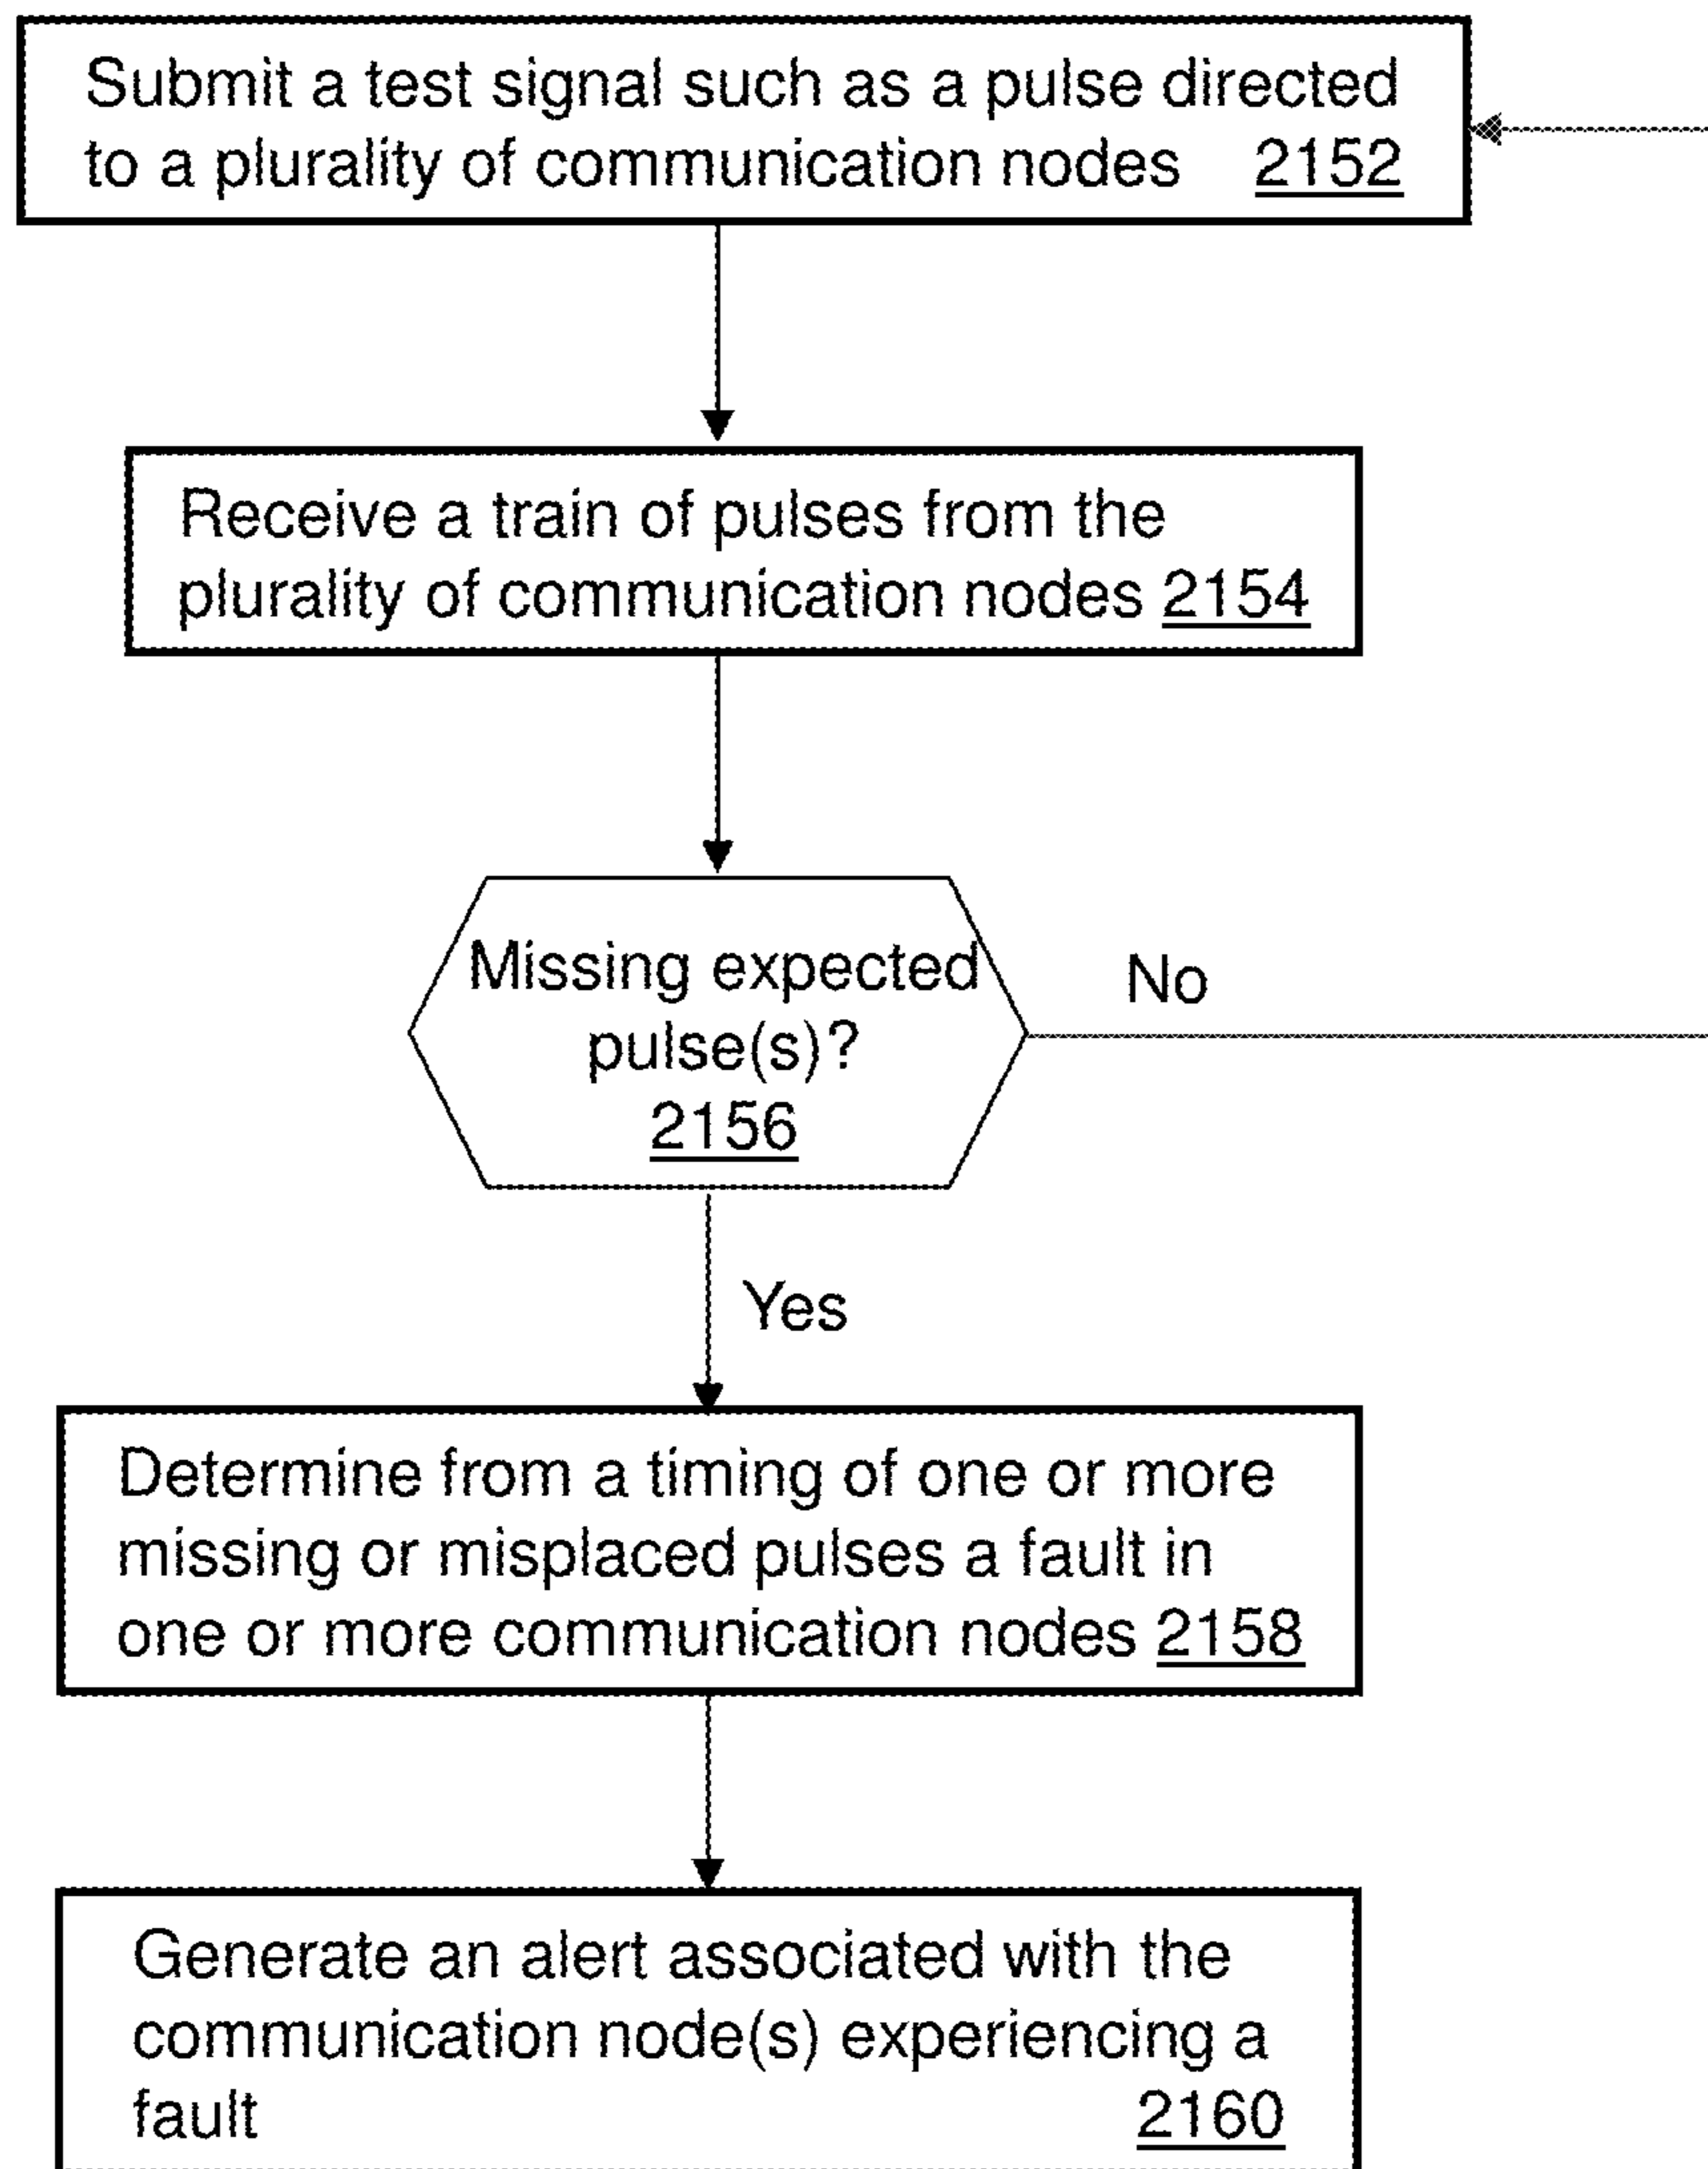 Submit a test signal such as a pulse directed
to a plurality of communication nodes 2152
Receive a train of pulses from the
plurality of communication nodes 2154
Missing expected
pulse(s)?
2156
No
Yes
Determine from a timing of one or more
missing or misplaced pulses a fault in
one or more communication nodes 2158
Generate an alert associated with the
communication node(s) experiencing a
fault 2160